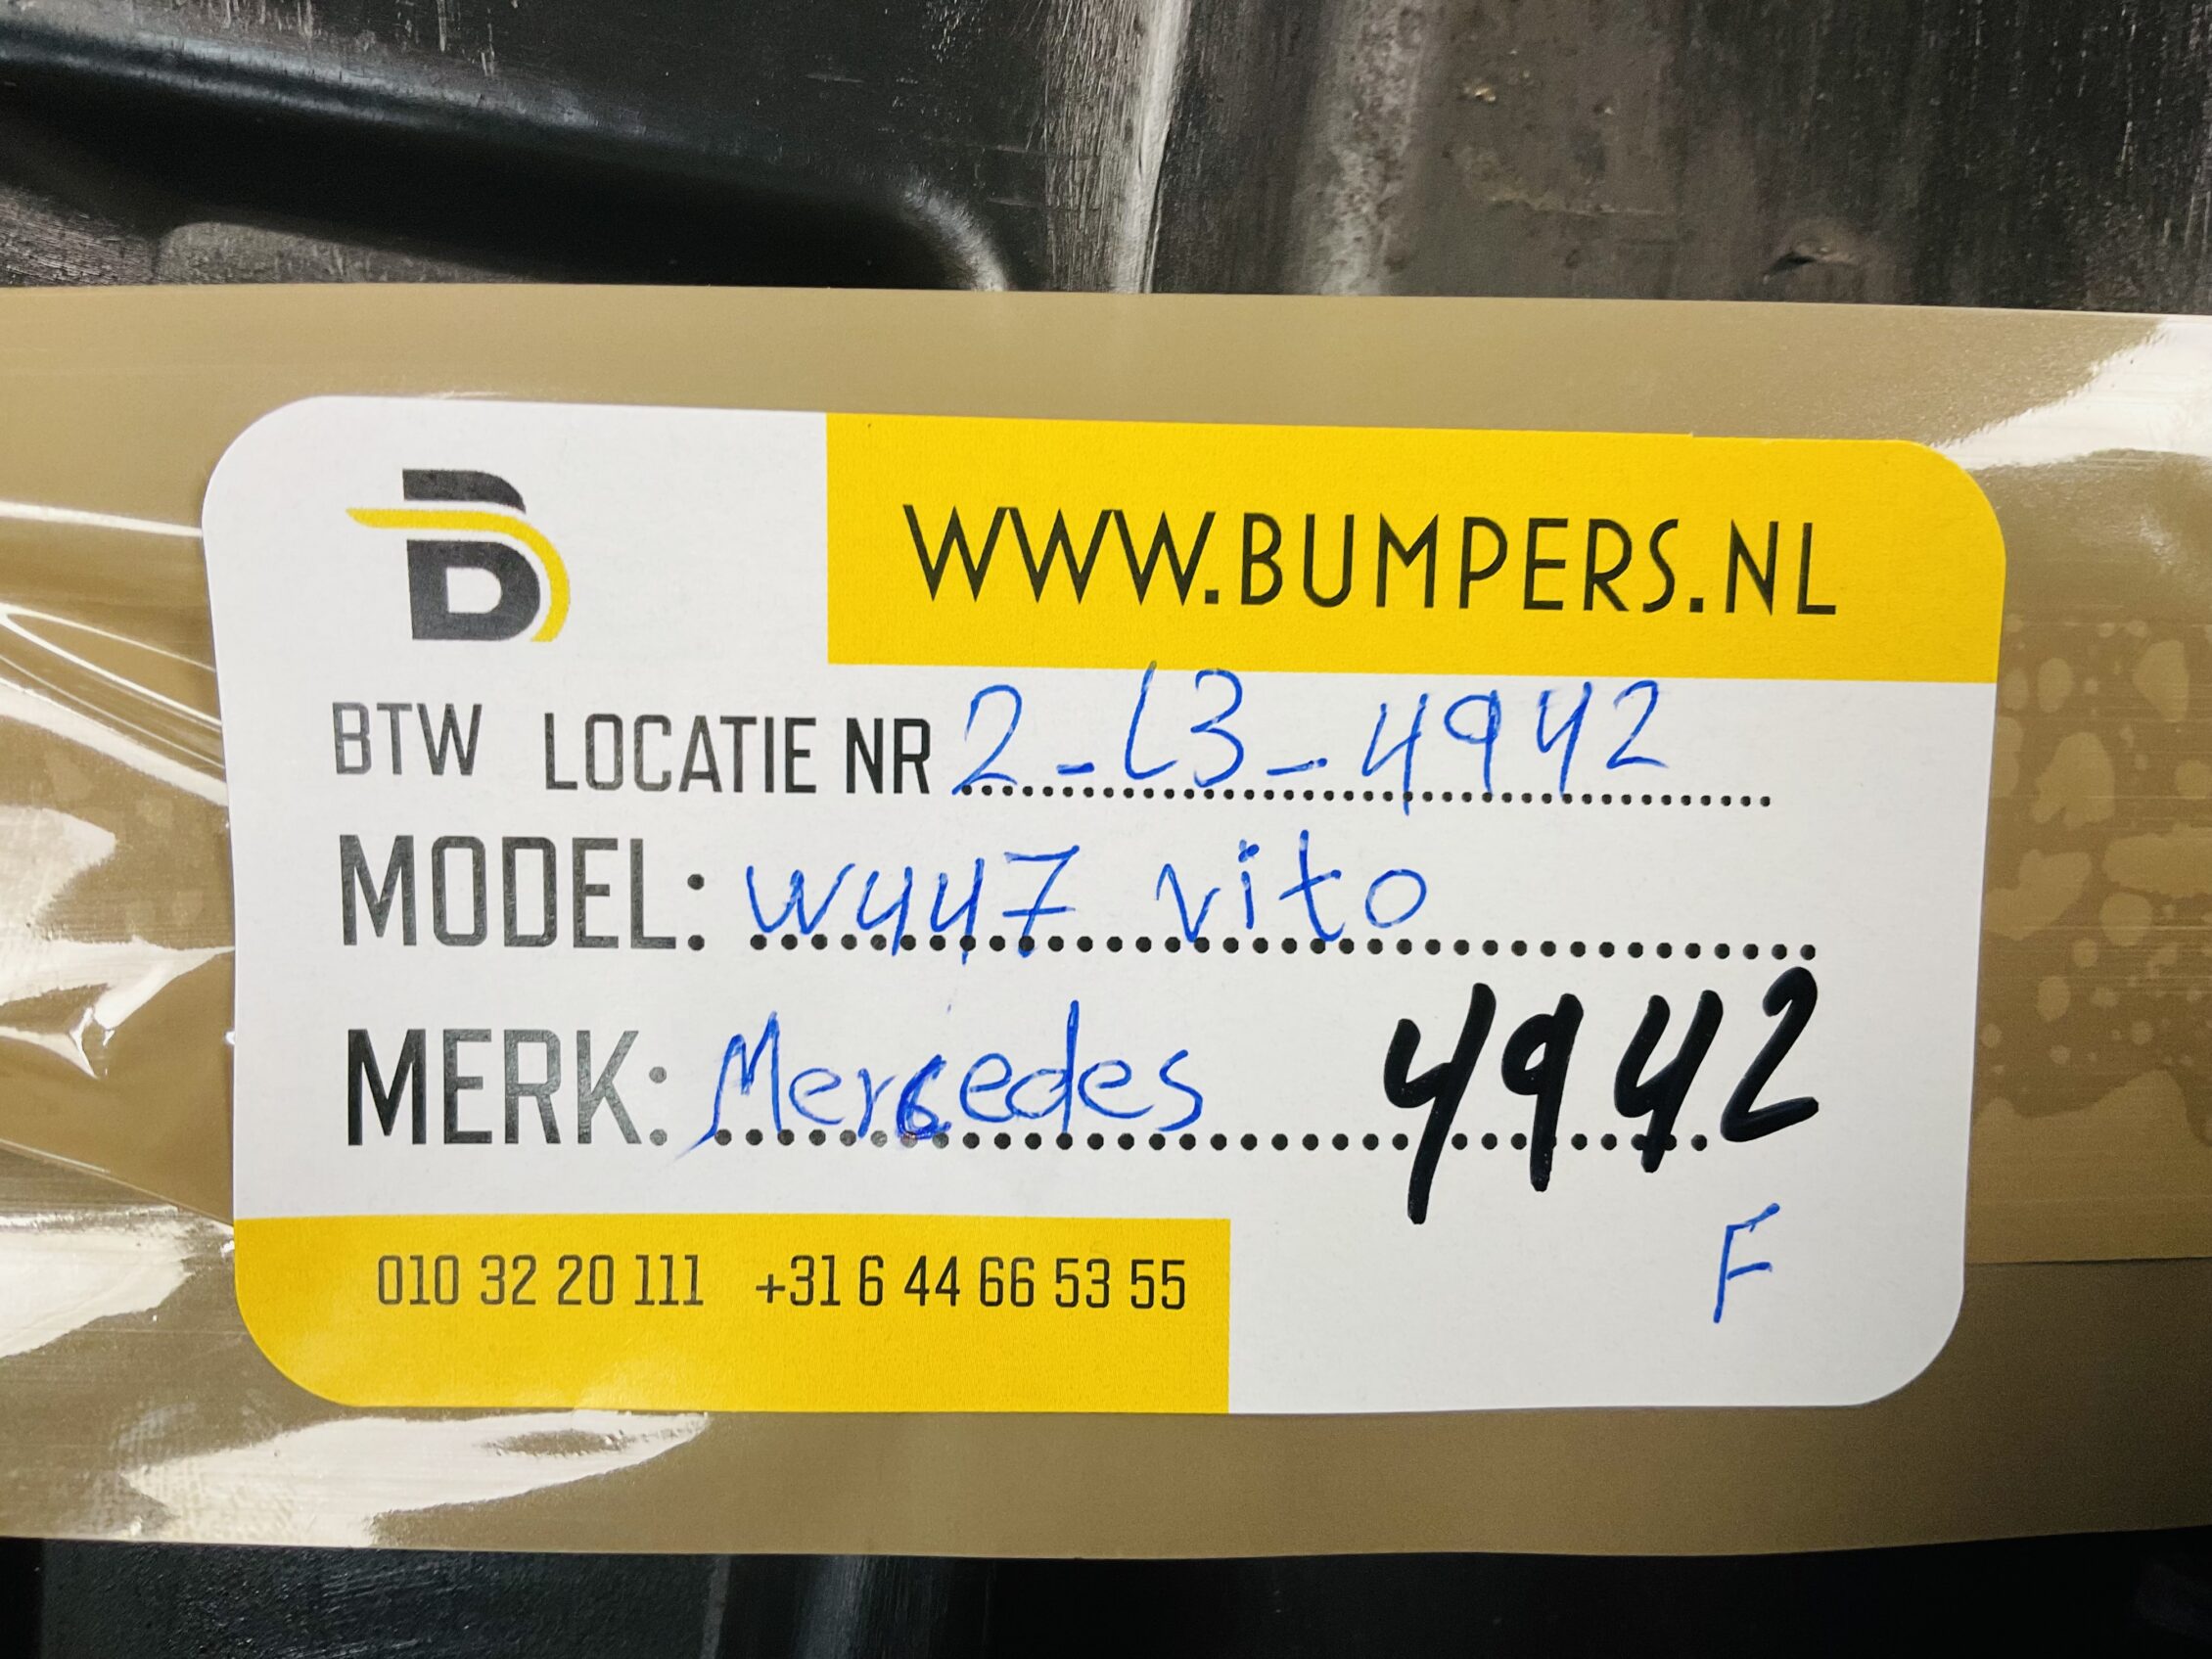 WWW.BUMPERS.NL
BTW LOCATIE NR 2-L3-4942
MODEL: W447 vito
MERK: Mercedes 4942
F
010 32 20 111 +31 6 44 66 53 55